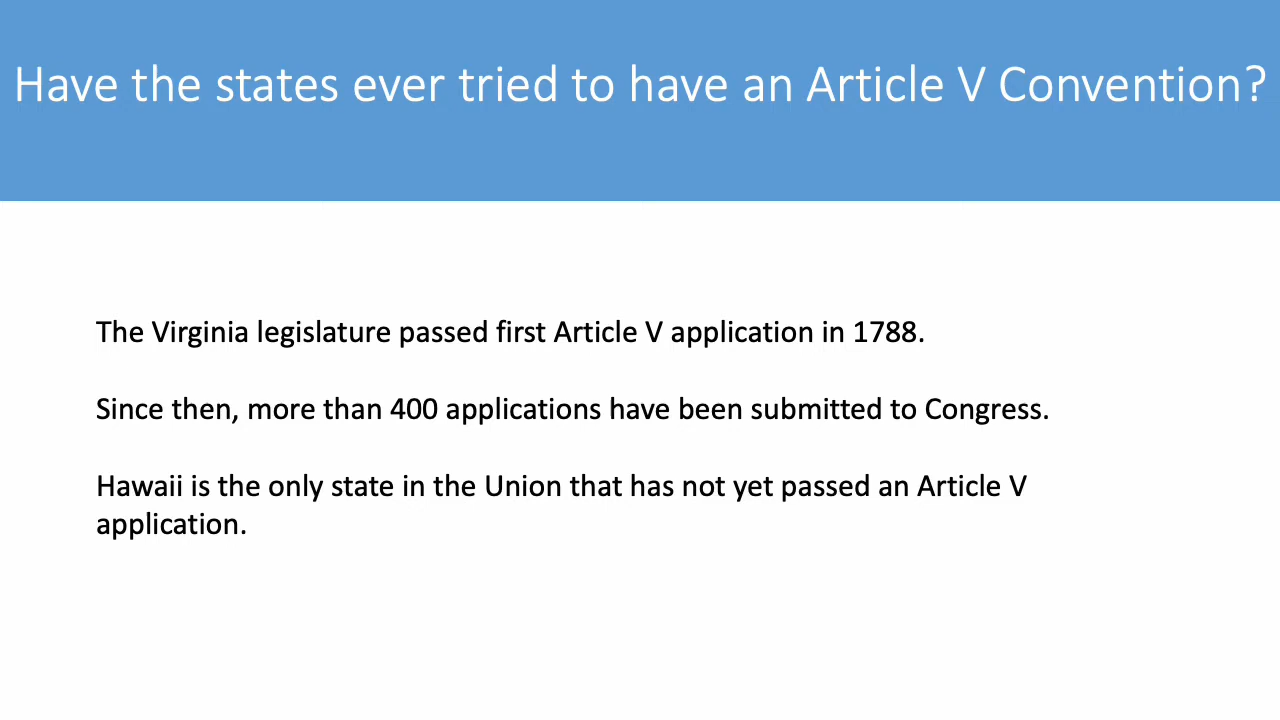 Have the states ever tried to have an Article V Convention?
The Virginia legislature passed first Article V application in 1788.
Since then, more than 400 applications have been submitted to Congress.
Hawaii is the only state in the Union that has not yet passed an Article V
application.